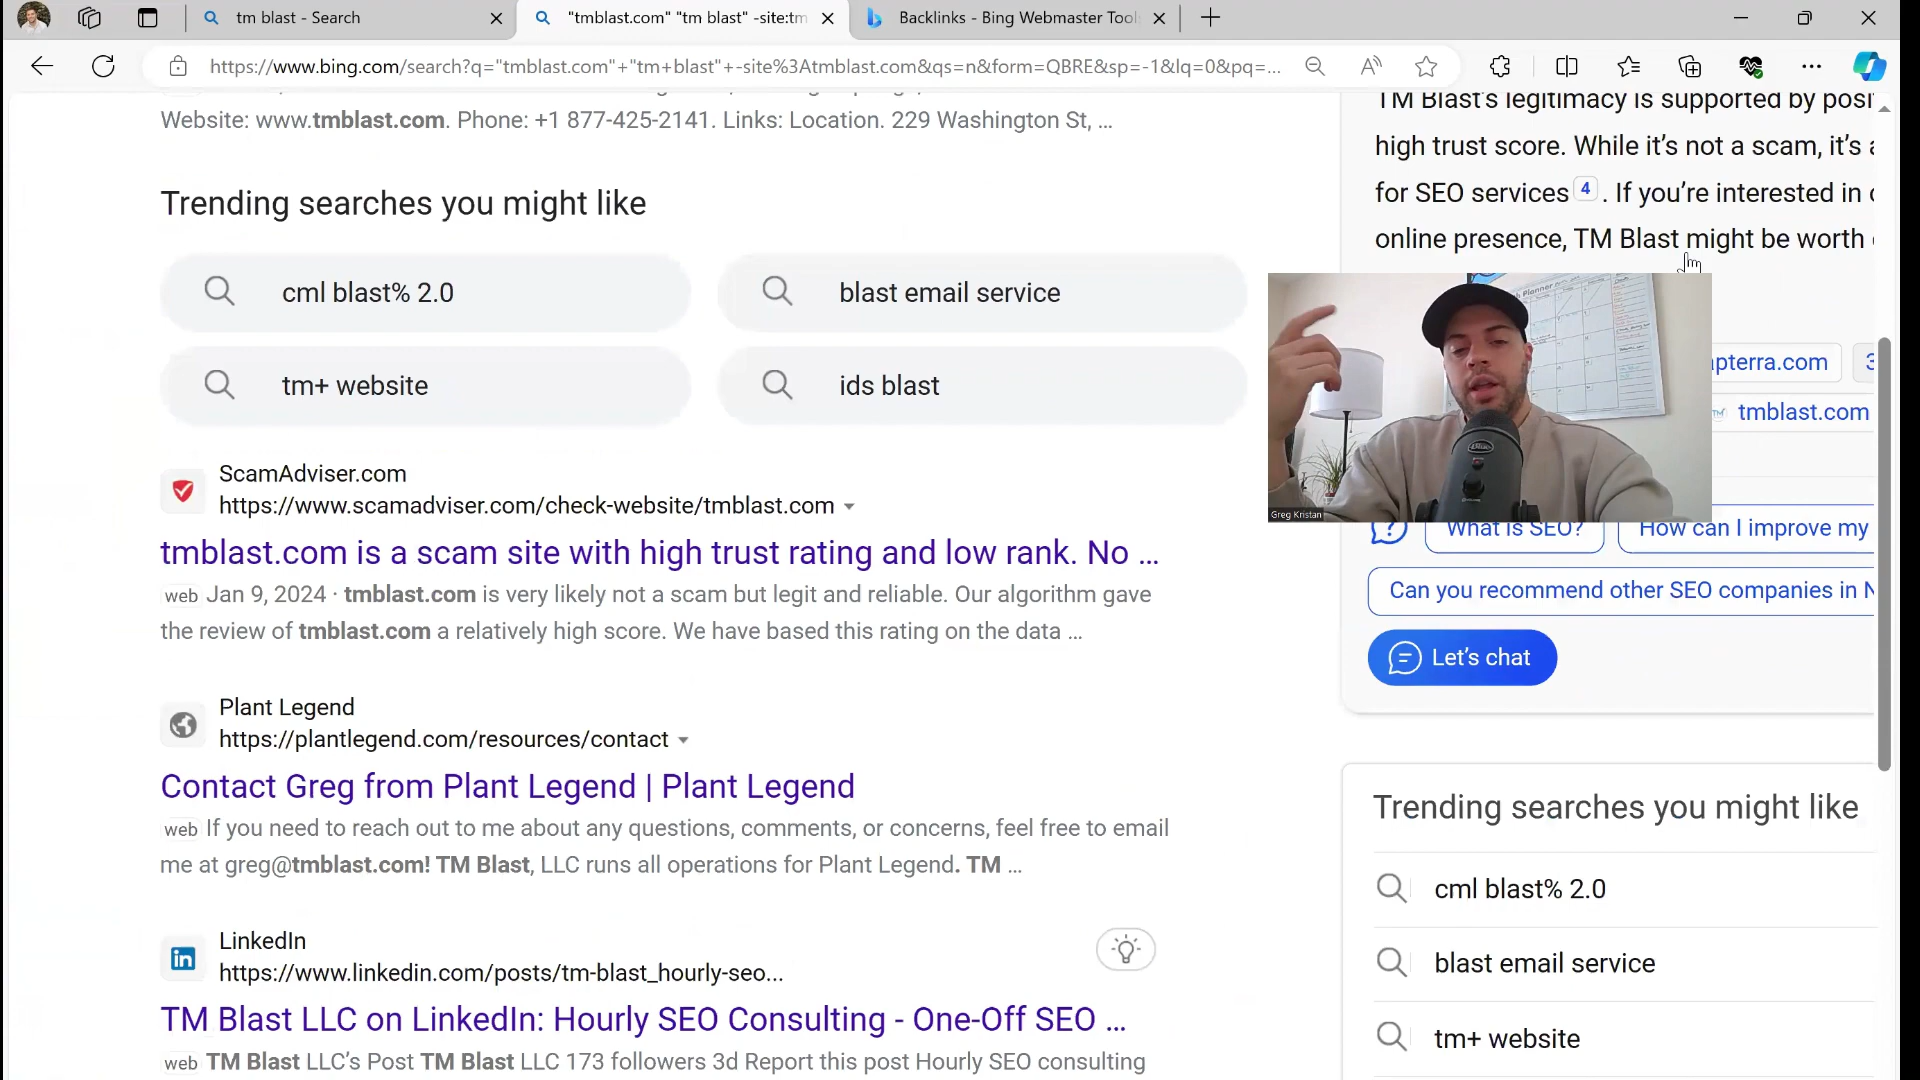 tm blast - Search
"tmblast.com" "tm blast" -site:tm
Backlinks - Bing Webmaster Tool
https://www.bing.com/search?q="tmblast.com"+"tm+blast"+-site%3Atmblast.com&qs=n&form=QBRE&sp=-1&lq=0&pq=...
Website: www.tmblast.com. Phone: +1 877-425-2141. Links: Location. 229 Washington St, ...
Trending searches you might like
cml blast% 2.0
blast email service
tm+ website
ids blast
ScamAdviser.com
https://www.scamadviser.com/check-website/tmblast.com
tmblast.com is a scam site with high trust rating and low rank. No ...
web Jan 9, 2024 · tmblast.com is very likely not a scam but legit and reliable. Our algorithm gave
the review of tmblast.com a relatively high score. We have based this rating on the data ...
Plant Legend
https://plantlegend.com/resources/contact
Contact Greg from Plant Legend | Plant Legend
web If you need to reach out to me about any questions, comments, or concerns, feel free to email
me at greg@tmblast.com! TM Blast, LLC runs all operations for Plant Legend. TM ...
LinkedIn
https://www.linkedin.com/posts/tm-blast_hourly-seo...
TM Blast LLC on LinkedIn: Hourly SEO Consulting - One-Off SEO ...
web TM Blast LLC's Post TM Blast LLC 173 followers 3d Report this post Hourly SEO consulting
TM Blast's legitimacy is supported by posi
high trust score. While it's not a scam, it's a
for SEO services 4 . If you're interested in
online presence, TM Blast might be worth
Greg Kristan
apterra.com
3
tmblast.com
What is SEO?
How can I improve my
Can you recommend other SEO companies in N
Let's chat
Trending searches you might like
cml blast% 2.0
blast email service
tm+ website